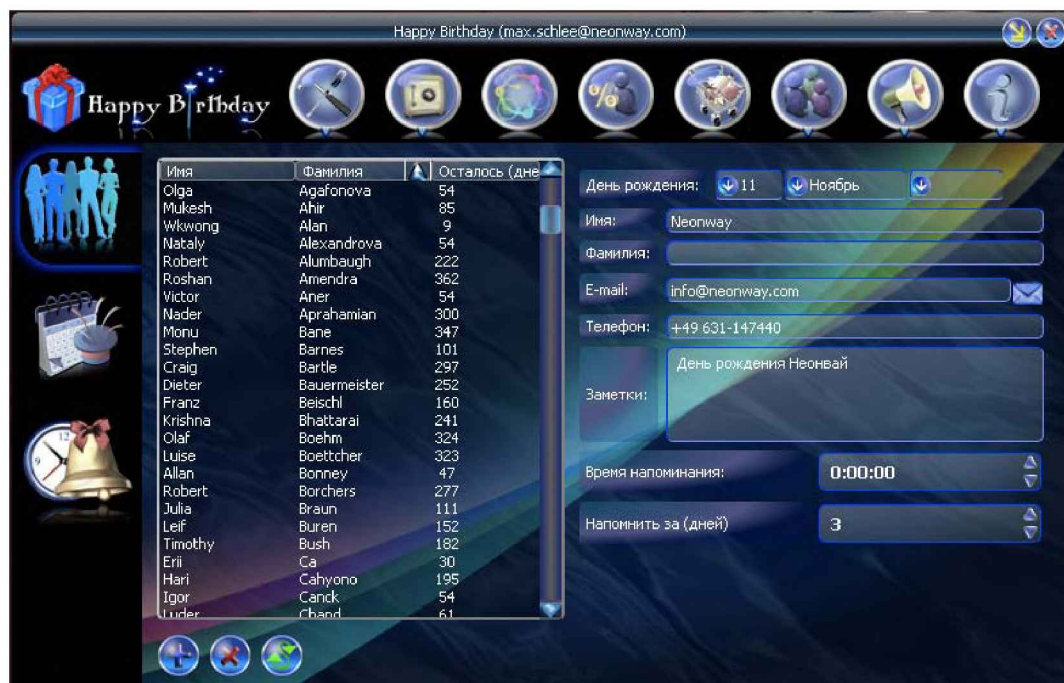 Happy Birthday (max.schlee@neonway.com)
Happy Birthday
Имя Фамилия Осталось (дне
Olga Agafonova 54
Mukesh Ahir 85
Wkwong Alan 9
Nataly Alexandrova 54
Robert Alumbaugh 222
Roshan Amendra 362
Victor Aner 54
Nader Aprahamian 300
Monu Bane 347
Stephen Barnes 101
Craig Bartle 297
Dieter Bauermeister 252
Franz Beischl 160
Krishna Bhattarai 241
Olaf Boehm 324
Luise Boettcher 323
Allan Bonney 47
Robert Borchers 277
Julia Braun 111
Leif Buren 152
Timothy Bush 182
Erii Ca 30
Hari Cahyono 195
Igor Canck 54
Luder Chand 61
День рождения: 11 Ноябрь
Имя: Neonway
Фамилия:
E-mail: info@neonway.com
Телефон: +49 631-147440
Заметки: День рождения Неонвай
Время напоминания: 0:00:00
Напомнить за (дней) 3